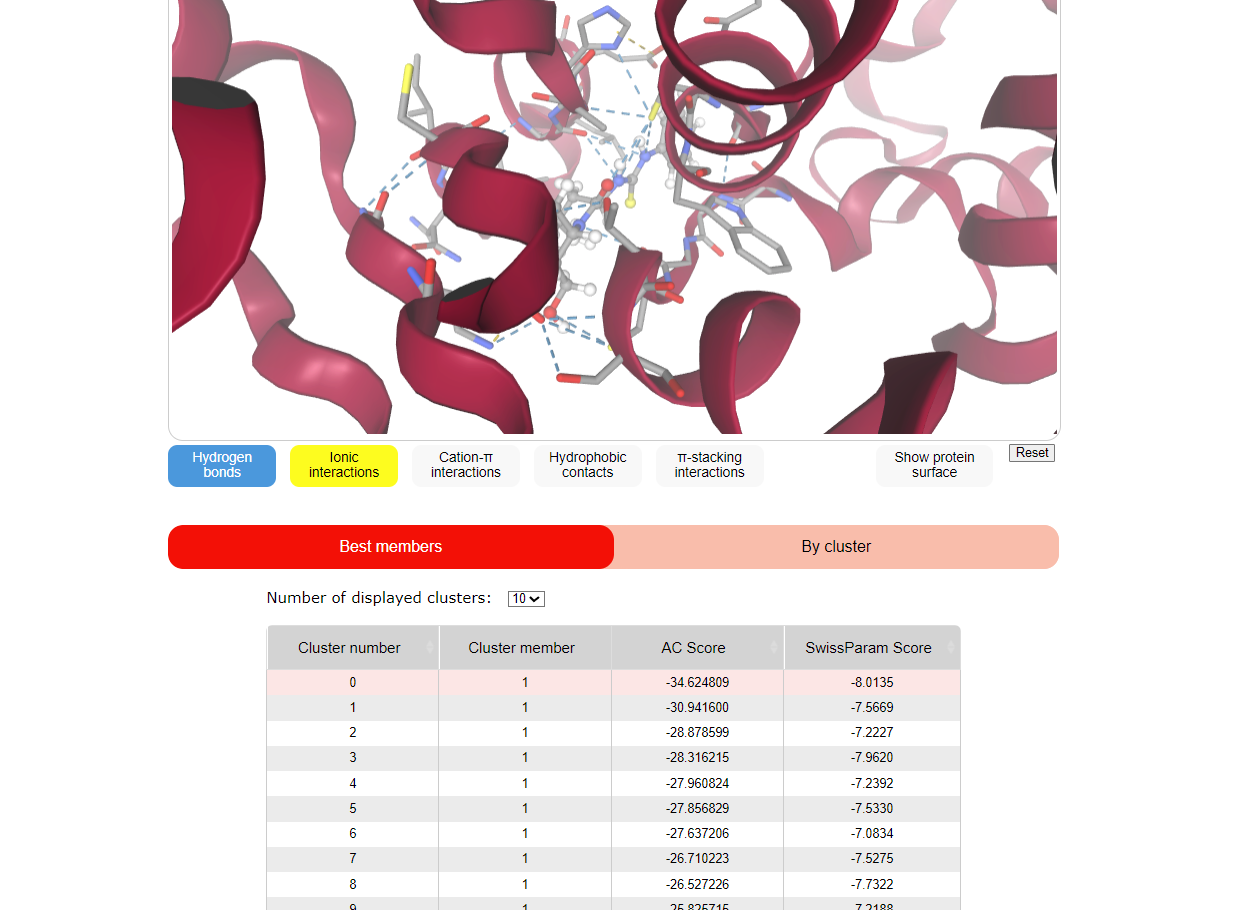 Hydrogen bonds
Ionic interactions
Cation-π interactions
Hydrophobic contacts
π-stacking interactions
Show protein surface
Reset
Best members
By cluster
Number of displayed clusters: 10
Cluster number Cluster member AC Score SwissParam Score
0 1 -34.624809 -8.0135
1 1 -30.941600 -7.5669
2 1 -28.878599 -7.2227
3 1 -28.316215 -7.9620
4 1 -27.960824 -7.2392
5 1 -27.856829 -7.5330
6 1 -27.637206 -7.0834
7 1 -26.710223 -7.5275
8 1 -26.527226 -7.7322
9 1 -25.825715 -7.2188